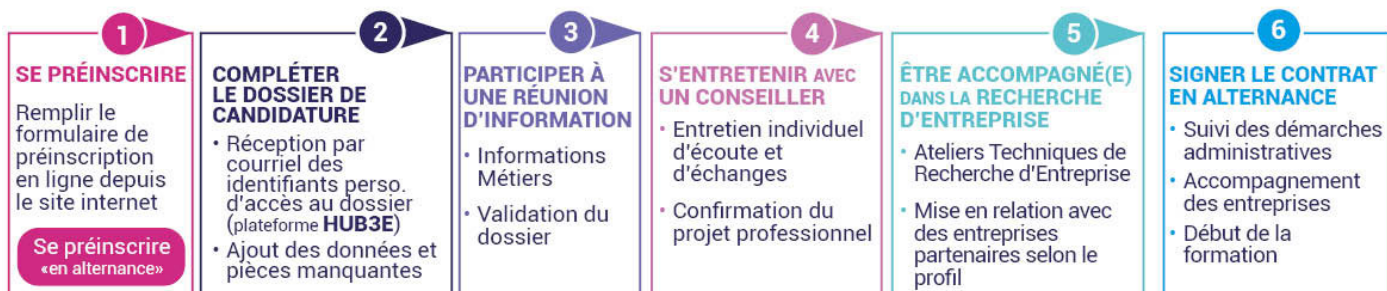 1
SE PRÉINSCRIRE
Remplir le
formulaire de
préinscription
en ligne depuis
le site internet
Se préinscrire
«en alternance»
2
COMPLÉTER
LE DOSSIER DE
CANDIDATURE
• Réception par
courriel des
identifiants perso.
d'accès au dossier
(plateforme HUB3E)
• Ajout des données et
pièces manquantes
3
PARTICIPER À
UNE RÉUNION
D'INFORMATION
• Informations
Métiers
• Validation du
dossier
4
S'ENTRETENIR AVEC
UN CONSEILLER
• Entretien individuel
d'écoute et
d'échanges
• Confirmation du
projet professionnel
5
ÊTRE ACCOMPAGNÉ(E)
DANS LA RECHERCHE
D'ENTREPRISE
• Ateliers Techniques de
Recherche d'Entreprise
• Mise en relation avec
des entreprises
partenaires selon le
profil
6
SIGNER LE CONTRAT
EN ALTERNANCE
• Suivi des démarches
administratives
• Accompagnement
des entreprises
• Début de la
formation